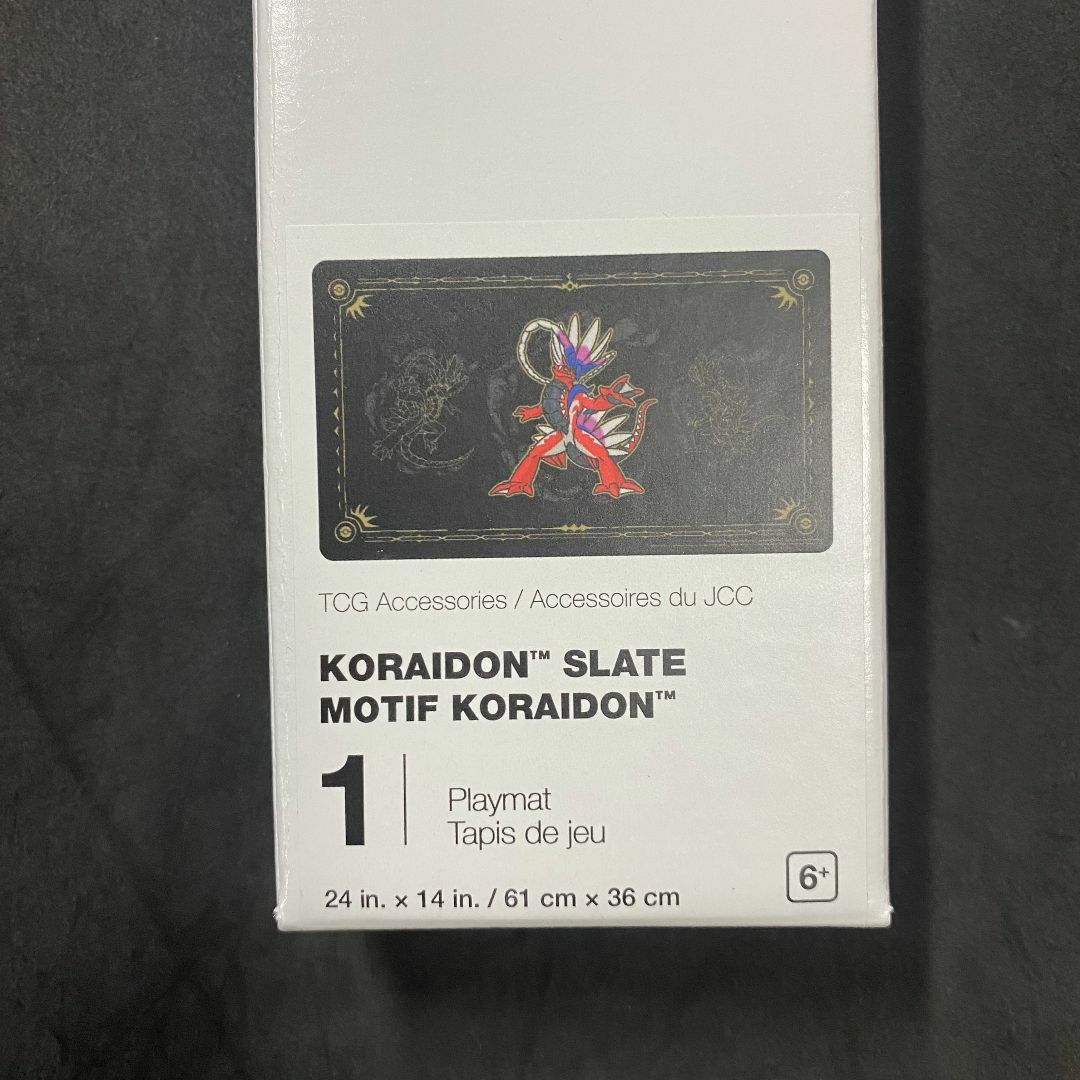 TCG Accessories / Accessoires du JCC
KORAIDON™ SLATE
MOTIF KORAIDON™
1
Playmat
Tapis de jeu
24 in. × 14 in. / 61 cm × 36 cm
6+